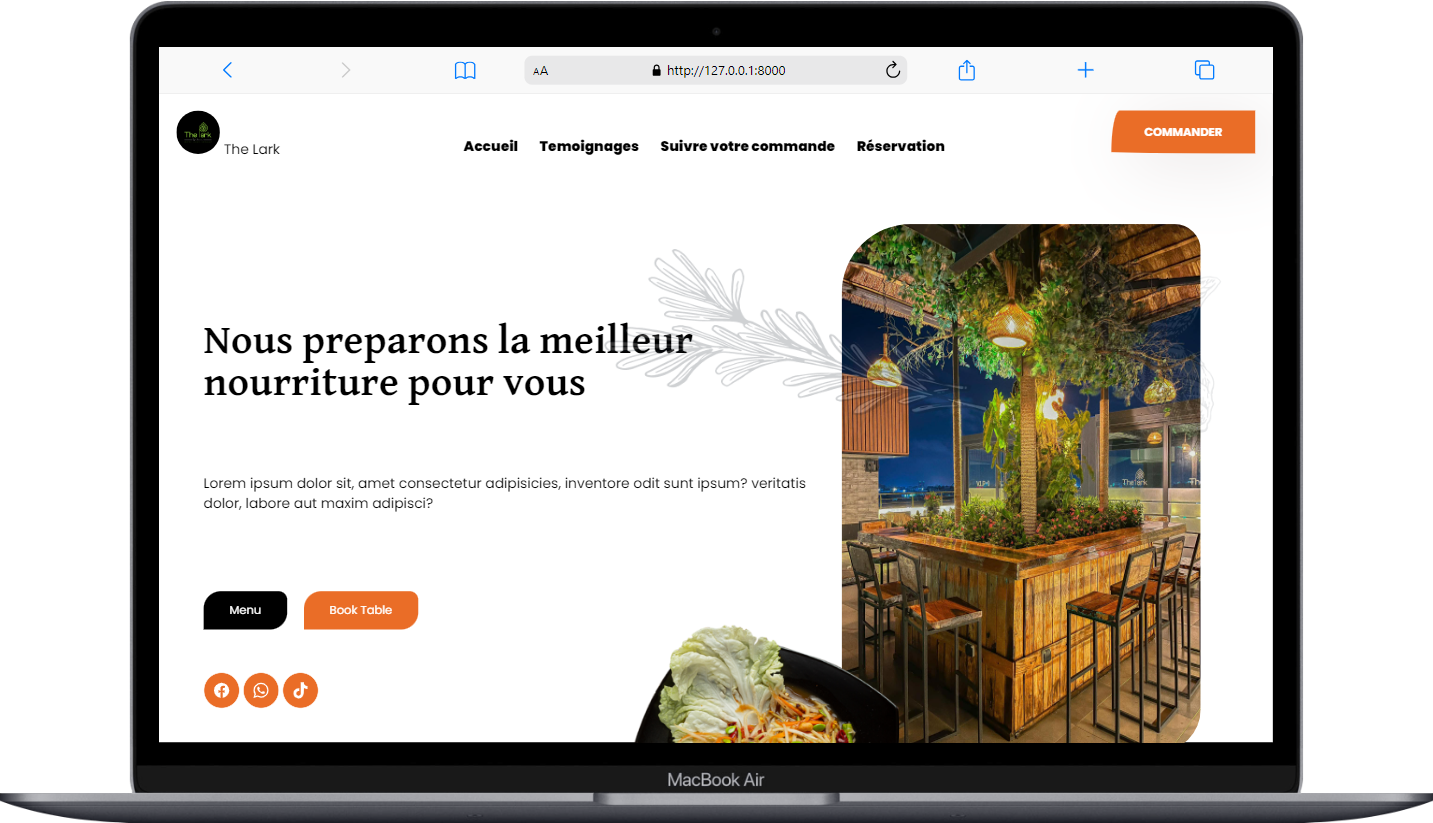 AA
http://127.0.0.1:8000
The lark
The Lark
Accueil
Temoignages
Suivre votre commande
Réservation
COMMANDER
Nous preparons la meilleur
nourriture pour vous
Lorem ipsum dolor sit, amet consectetur adipisicies, inventore odit sunt ipsum? veritatis
dolor, labore aut maxim adipisci?
The lark
Menu
Book Table
MacBook Air